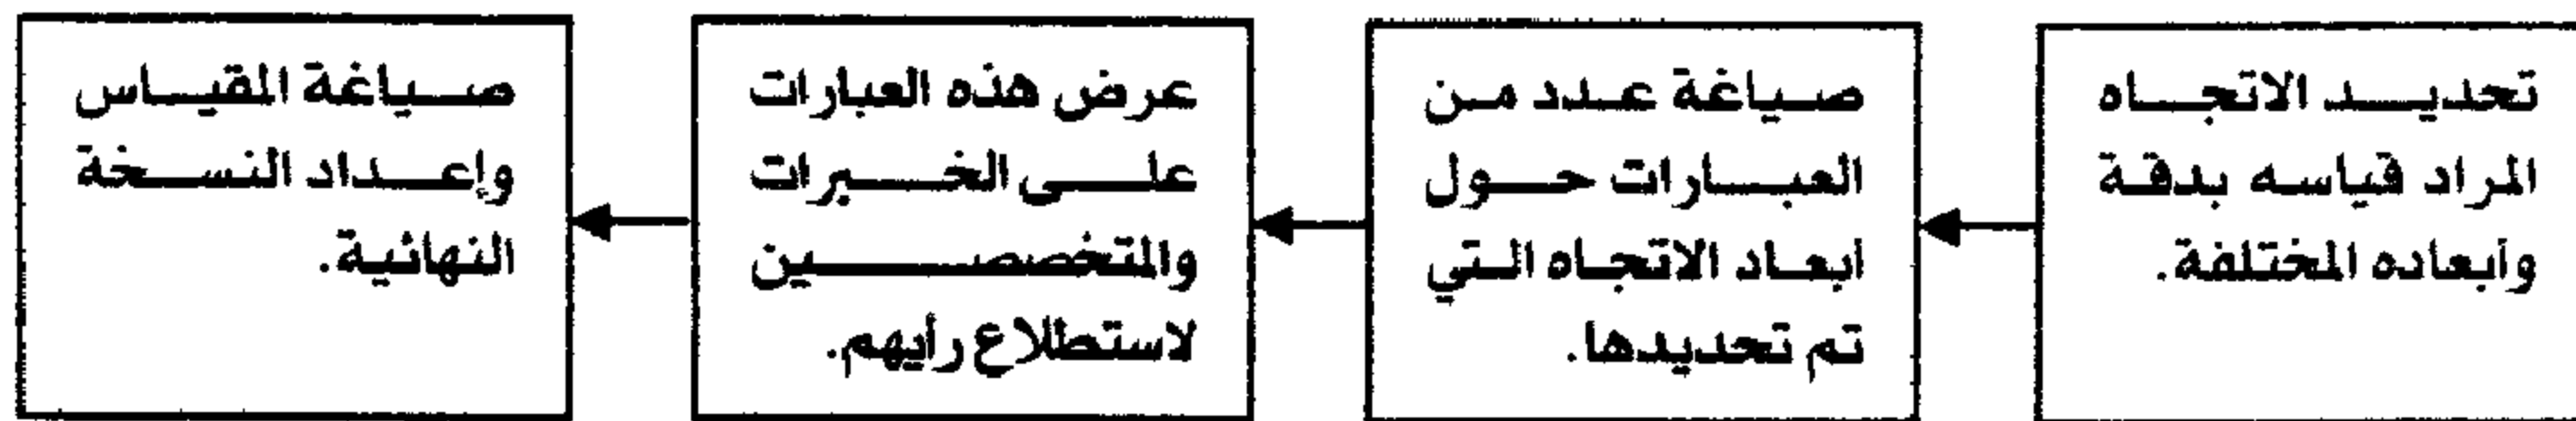 تحديد الاتجاه
المراد قياسه بدقة
وأبعاده المختلفة.
صياغة عدد من
العبارات حول
ابعاد الاتجاه التي
تم تحديدها.
عرض هذه العبارات
على الخبرات
والمتخصصين
لاستطلاع رأيهم.
صياغة المقياس
وإعداد النسخة
النهائية.